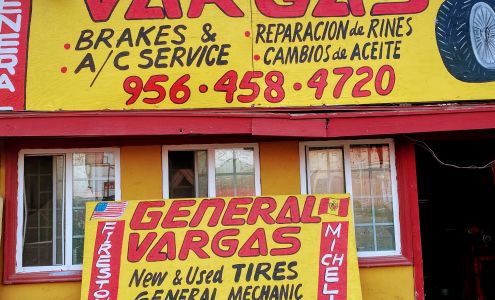 VARGAS
• BRAKES &
A/C SERVICE
• REPARACION de RINES
• CAMBIOS de ACEITE
956•458•4720
GENERAL
VARGAS
New & Used TIRES
GENERAL MECHANIC